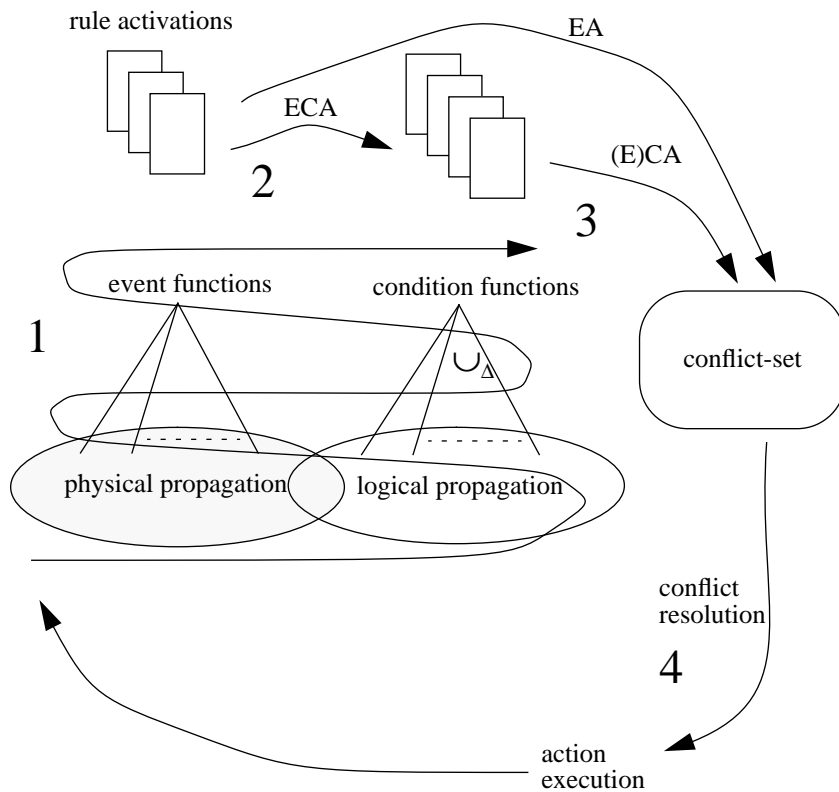 rule activations
EA
ECA
(E)CA
2
3
event functions
condition functions
1
∪Δ
conflict-set
physical propagation
logical propagation
conflict
resolution
4
action
execution